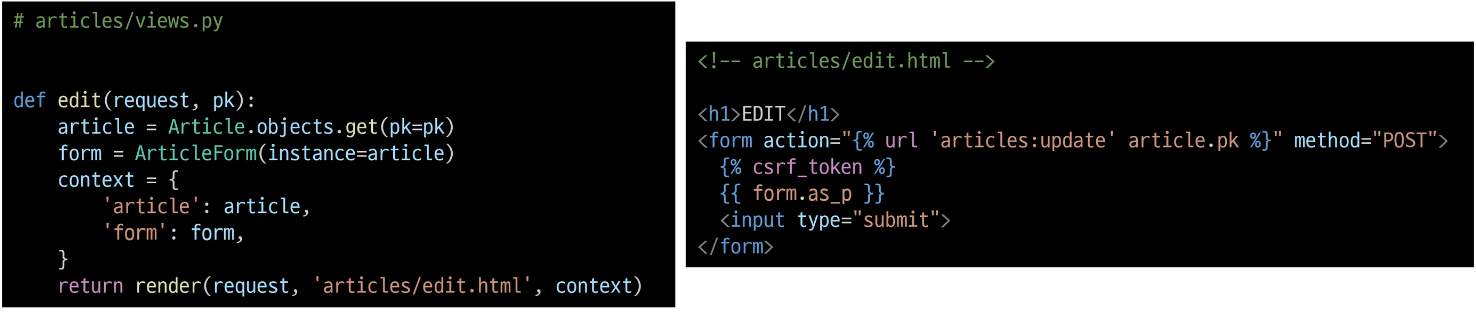 # articles/views.py
def edit(request, pk):
    article = Article.objects.get(pk=pk)
    form = ArticleForm(instance=article)
    context = {
        'article': article,
        'form': form,
    }
    return render(request, 'articles/edit.html', context)
<!-- articles/edit.html -->
<h1>EDIT</h1>
<form action="{% url 'articles:update' article.pk %}" method="POST">
  {% csrf_token %}
  {{ form.as_p }}
  <input type="submit">
</form>